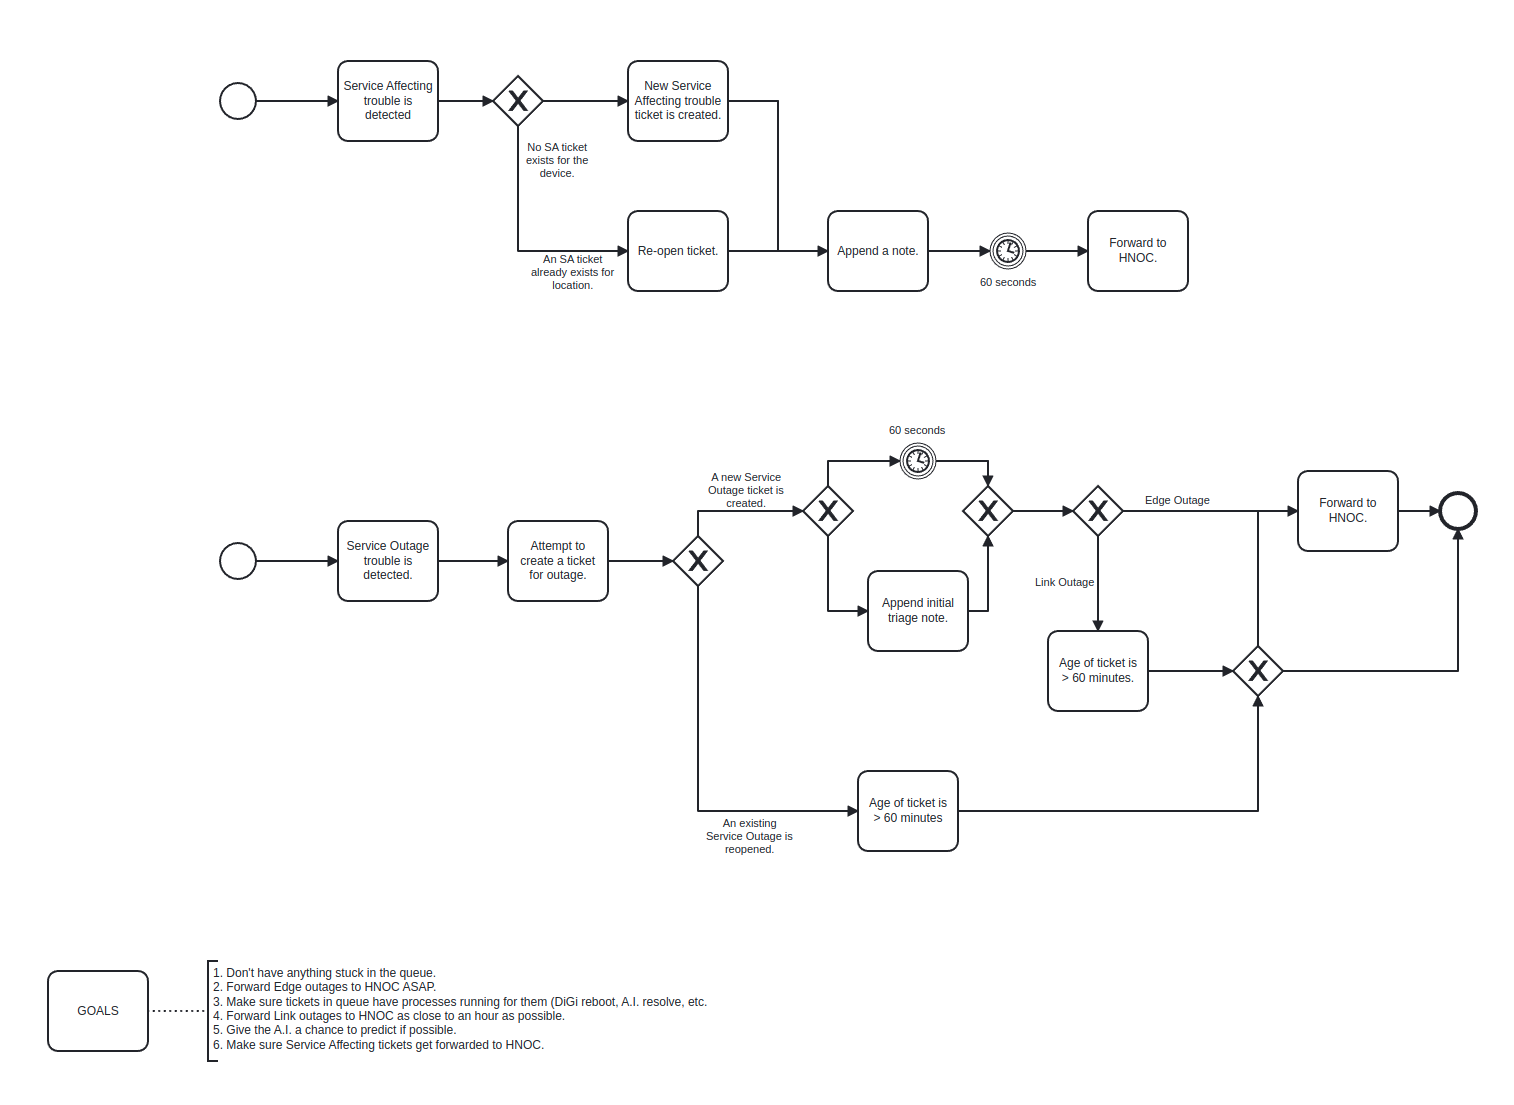 Service Affecting
trouble is
detected
New Service
Affecting trouble
ticket is created.
No SA ticket
exists for the
device.
An SA ticket
already exists for
location.
Re-open ticket.
Append a note.
60 seconds
Forward to
HNOC.
60 seconds
A new Service
Outage ticket is
created.
Service Outage
trouble is
detected.
Attempt to
create a ticket
for outage.
Append initial
triage note.
Edge Outage
Link Outage
Forward to
HNOC.
Age of ticket is
> 60 minutes.
Age of ticket is
> 60 minutes
An existing
Service Outage is
reopened.
GOALS
1. Don't have anything stuck in the queue.
2. Forward Edge outages to HNOC ASAP.
3. Make sure tickets in queue have processes running for them (DiGi reboot, A.I. resolve, etc.
4. Forward Link outages to HNOC as close to an hour as possible.
5. Give the A.I. a chance to predict if possible.
6. Make sure Service Affecting tickets get forwarded to HNOC.